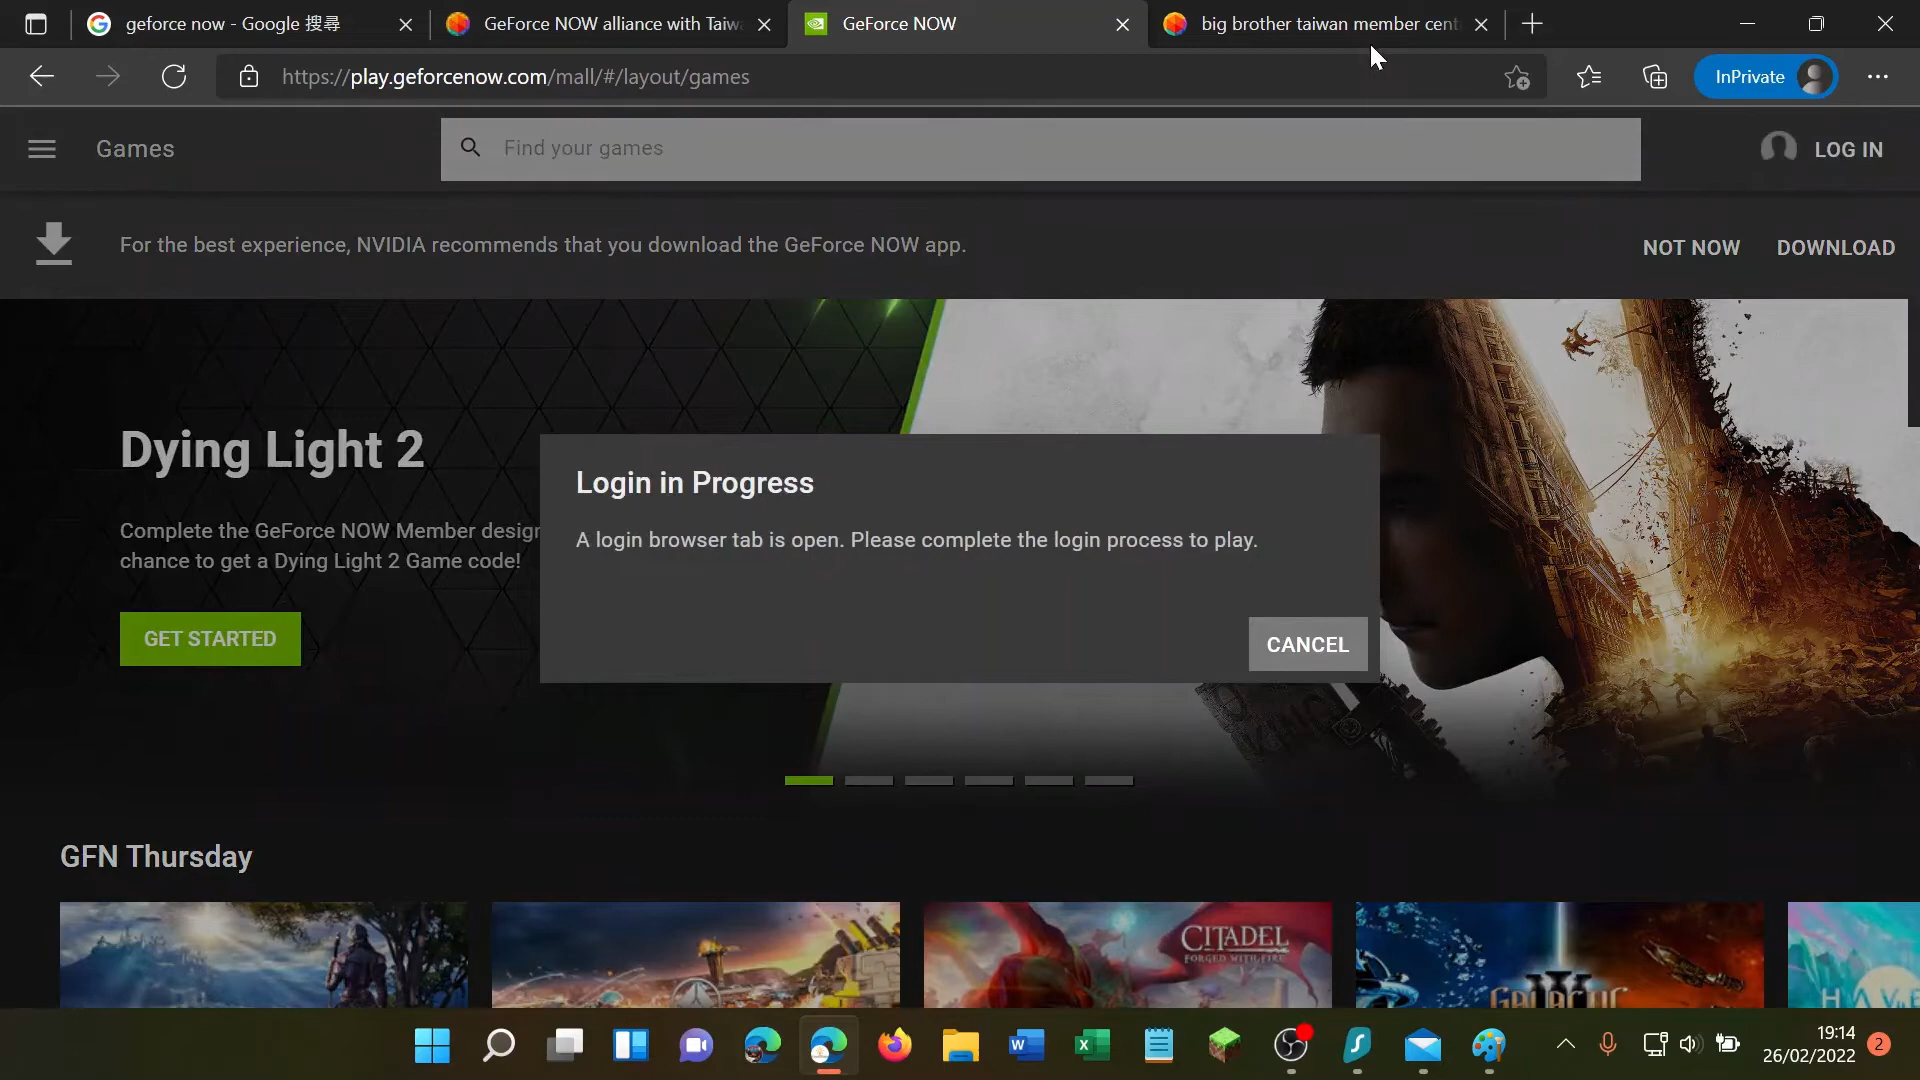 geforce now - Google 搜尋
GeForce NOW alliance with Taiw
GeForce NOW
big brother taiwan member cent
https://play.geforcenow.com/mall/#/layout/games
InPrivate
Games
Find your games
LOG IN
For the best experience, NVIDIA recommends that you download the GeForce NOW app.
NOT NOW
DOWNLOAD
Dying Light 2
Complete the GeForce NOW Member design
chance to get a Dying Light 2 Game code!
GET STARTED
Login in Progress
A login browser tab is open. Please complete the login process to play.
CANCEL
GFN Thursday
CITADEL
FORGED WITH FIRE
GALACTIC
III
HAVE
19:14
26/02/2022
2